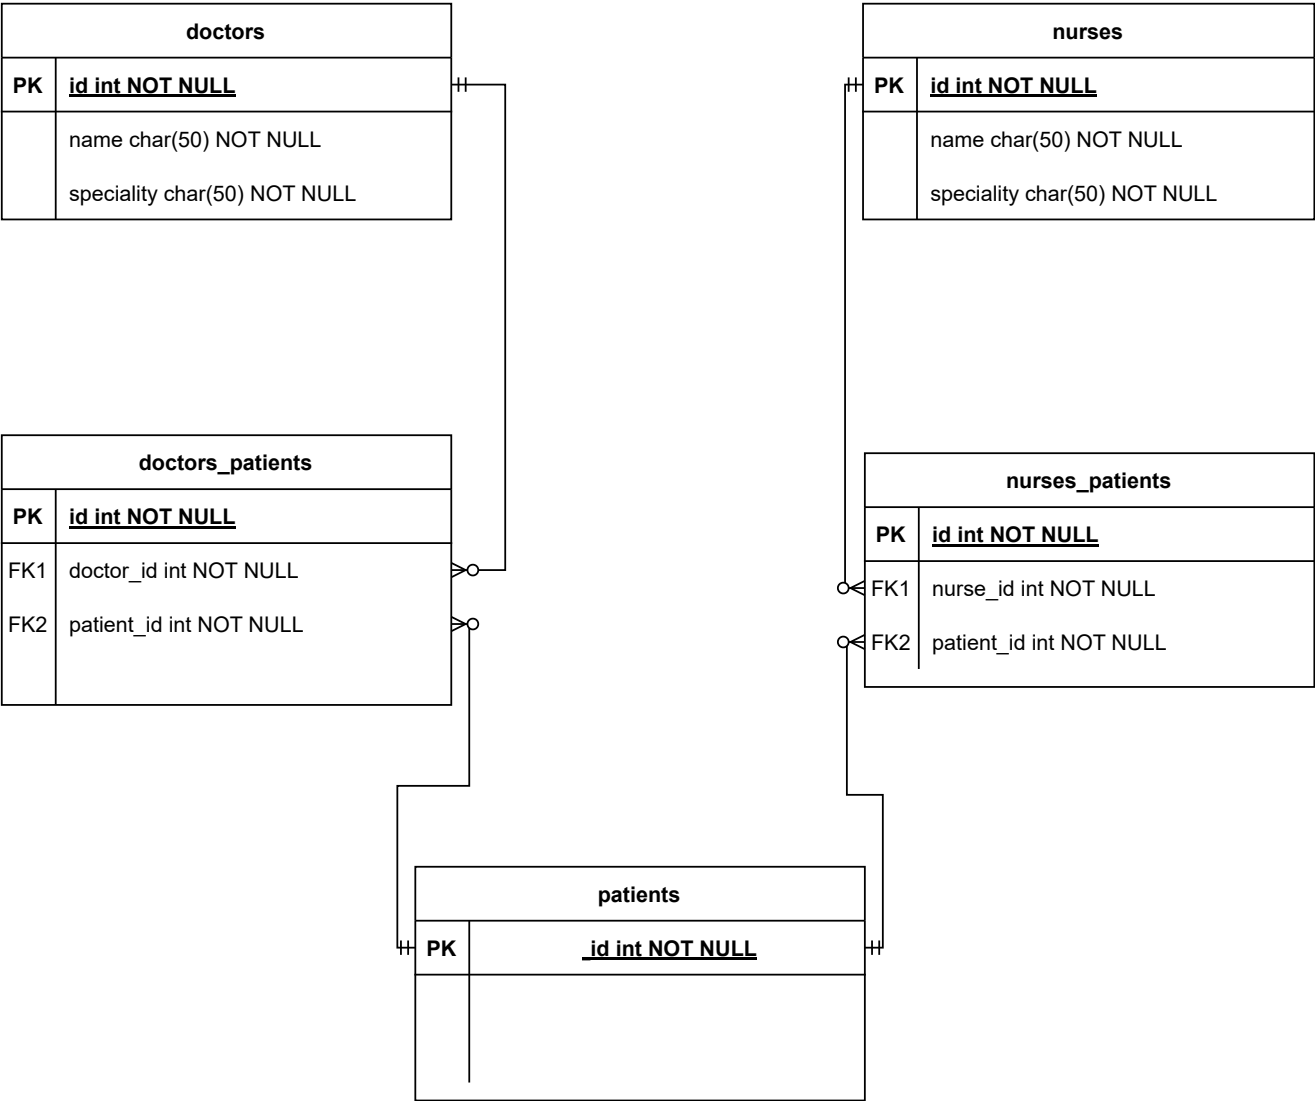 doctors
PK id int NOT NULL
name char(50) NOT NULL
speciality char(50) NOT NULL
nurses
PK id int NOT NULL
name char(50) NOT NULL
speciality char(50) NOT NULL
doctors_patients
PK id int NOT NULL
FK1 doctor_id int NOT NULL
FK2 patient_id int NOT NULL
nurses_patients
PK id int NOT NULL
FK1 nurse_id int NOT NULL
FK2 patient_id int NOT NULL
patients
PK _id int NOT NULL